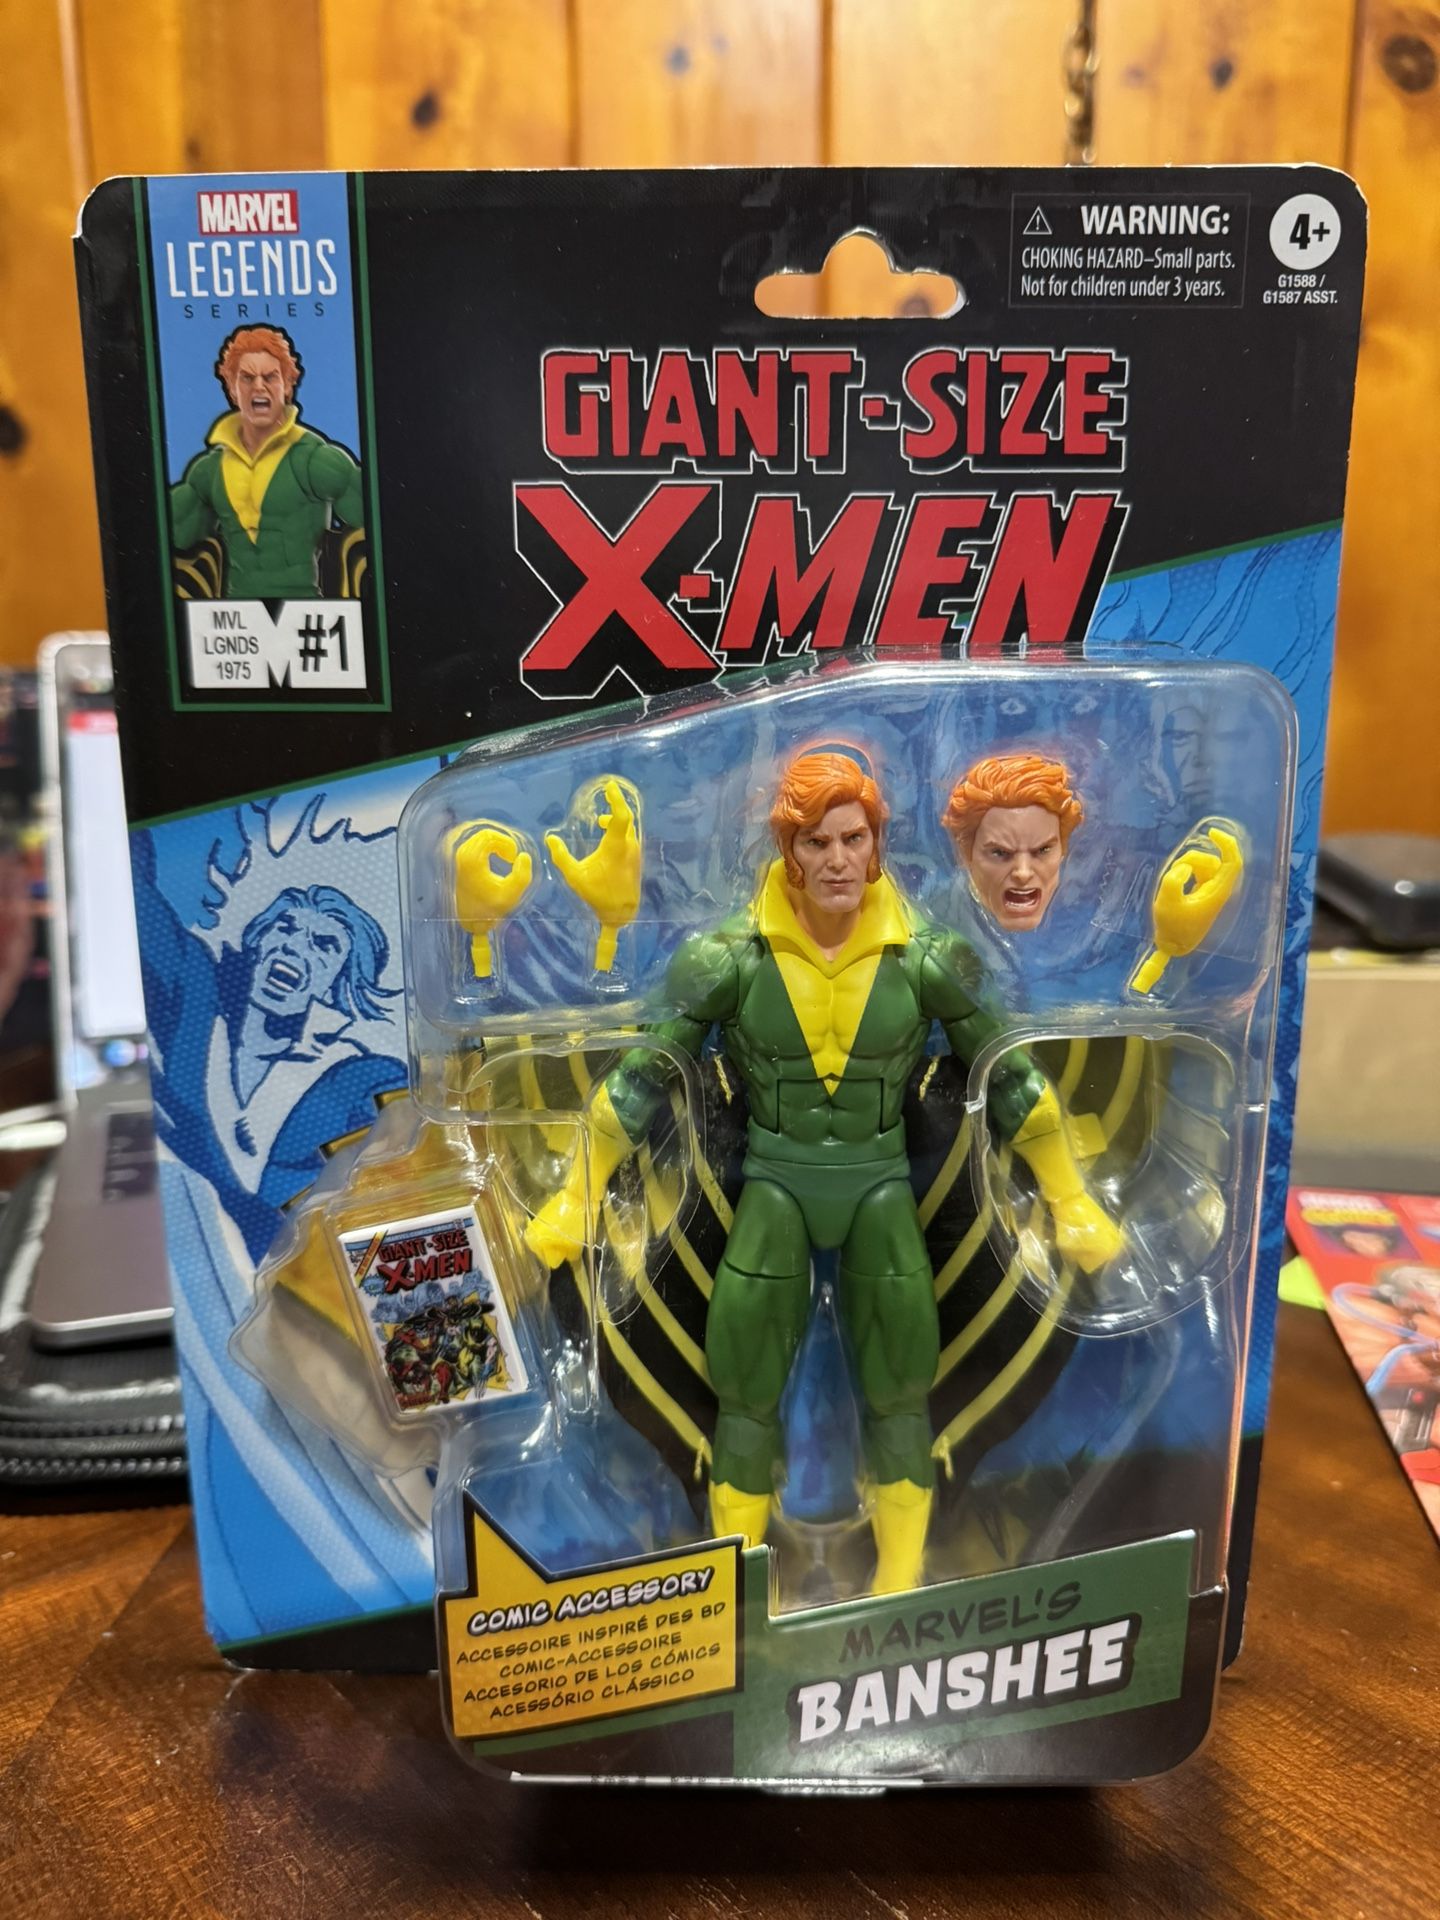 MARVEL
LEGENDS
SERIES
WARNING:
CHOKING HAZARD–Small parts.
Not for children under 3 years.
4+
G1588 /
G1587 ASST.
GIANT-SIZE
X-MEN
MVL
LGNDS
1975
#1
GIANT-SIZE
X-MEN
COMIC ACCESSORY
ACCESSOIRE INSPIRÉ DES BD
COMIC-ACCESSOIRE
ACCESORIO DE LOS CÓMICS
ACESSÓRIO CLÁSSICO
MARVEL'S
BANSHEE